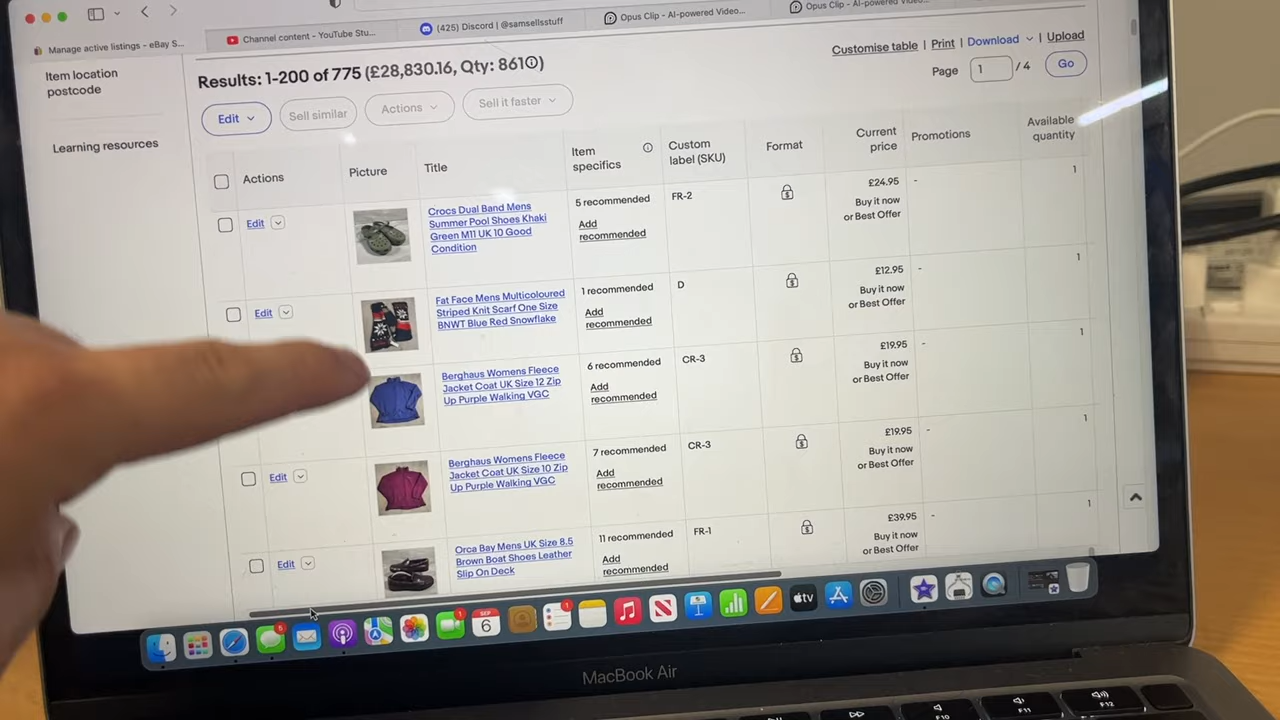 Manage active listings - eBay S...
Channel content - YouTube Stu...
(425) Discord | @samsellsstuff
Opus Clip - AI-powered Video...
Opus Clip - AI-powered Video...
Item location
postcode
Learning resources
Results: 1-200 of 775 (£28,830.16, Qty: 861)
Customise table | Print | Download | Upload
Page 1 / 4 Go
Edit
Sell similar
Actions
Sell it faster
Actions
Picture
Title
Item
specifics
Custom
label (SKU)
Format
Current
price
Promotions
Available
quantity
Edit
Crocs Dual Band Mens
Summer Pool Shoes Khaki
Green M11 UK 10 Good
Condition
5 recommended
Add
recommended
FR-2
£24.95
Buy it now
or Best Offer
-
1
Edit
Fat Face Mens Multicoloured
Striped Knit Scarf One Size
BNWT Blue Red Snowflake
1 recommended
Add
recommended
D
£12.95
Buy it now
or Best Offer
-
1
Berghaus Womens Fleece
Jacket Coat UK Size 12 Zip
Up Purple Walking VGC
6 recommended
Add
recommended
CR-3
£19.95
Buy it now
or Best Offer
-
1
Edit
Berghaus Womens Fleece
Jacket Coat UK Size 10 Zip
Up Purple Walking VGC
7 recommended
Add
recommended
CR-3
£19.95
Buy it now
or Best Offer
-
1
Edit
Orca Bay Mens UK Size 8.5
Brown Boat Shoes Leather
Slip On Deck
11 recommended
Add
recommended
FR-1
£39.95
Buy it now
or Best Offer
-
1
SEP
6
tv
MacBook Air
F10
F11
F12